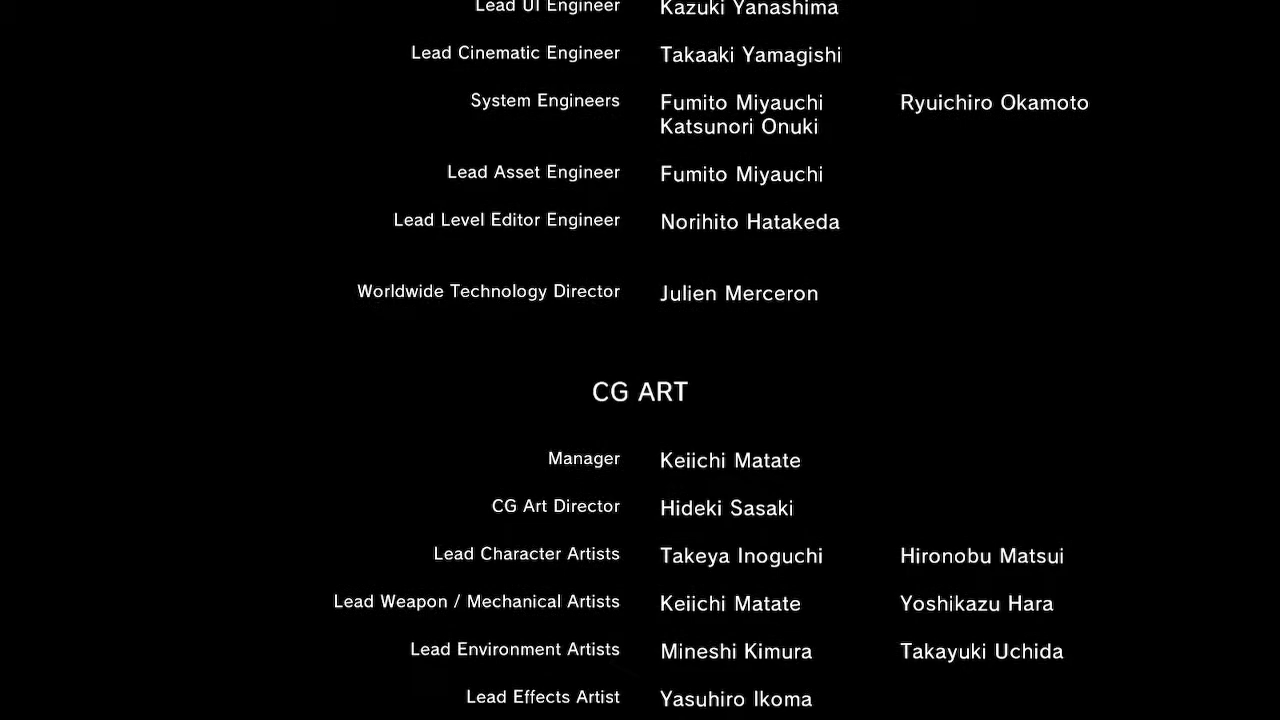 Lead UI Engineer Kazuki Yanashima
Lead Cinematic Engineer Takaaki Yamagishi
System Engineers Fumito Miyauchi Ryuichiro Okamoto
Katsunori Onuki
Lead Asset Engineer Fumito Miyauchi
Lead Level Editor Engineer Norihito Hatakeda
Worldwide Technology Director Julien Merceron
CG ART
Manager Keiichi Matate
CG Art Director Hideki Sasaki
Lead Character Artists Takeya Inoguchi Hironobu Matsui
Lead Weapon / Mechanical Artists Keiichi Matate Yoshikazu Hara
Lead Environment Artists Mineshi Kimura Takayuki Uchida
Lead Effects Artist Yasuhiro Ikoma